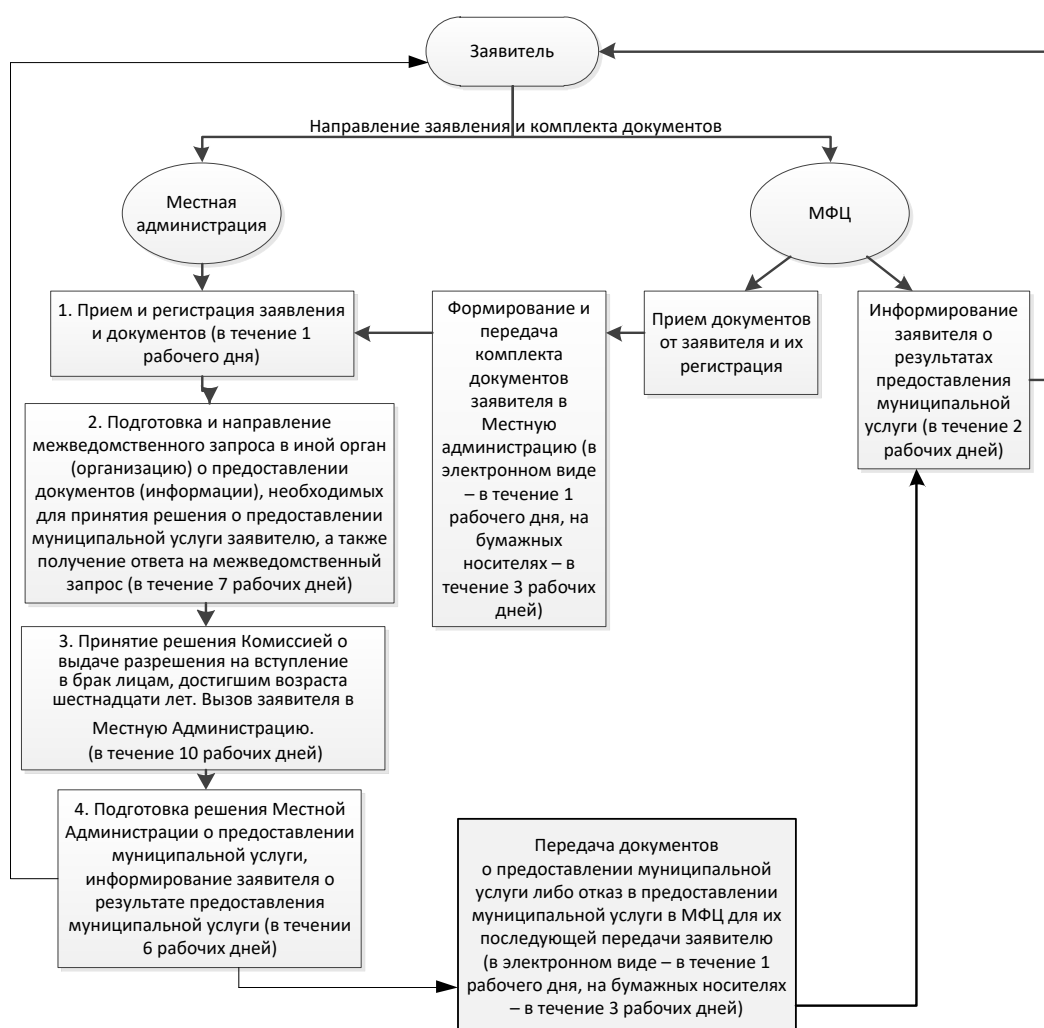 Заявитель
Направление заявления и комплекта документов
Местная
администрация
МФЦ
1. Прием и регистрация заявления
и документов (в течение 1
рабочего дня)
Формирование и
передача
комплекта
документов
заявителя в
Местную
администрацию (в
электронном виде
– в течение 1
рабочего дня, на
бумажных
носителях – в
течение 3 рабочих
дней)
Прием документов
от заявителя и их
регистрация
Информирование
заявителя о
результатах
предоставления
муниципальной
услуги (в течение 2
рабочих дней)
2. Подготовка и направление
межведомственного запроса в иной орган
(организацию) о предоставлении
документов (информации), необходимых
для принятия решения о предоставлении
муниципальной услуги заявителю, а также
получение ответа на межведомственный
запрос (в течение 7 рабочих дней)
3. Принятие решения Комиссией о
выдаче разрешения на вступление
в брак лицам, достигшим возраста
шестнадцати лет. Вызов заявителя в
Местную Администрацию.
(в течение 10 рабочих дней)
4. Подготовка решения Местной
Администрации о предоставлении
муниципальной услуги,
информирование заявителя о
результате предоставления
муниципальной услуги (в течении
6 рабочих дней)
Передача документов
о предоставлении муниципальной
услуги либо отказ в предоставлении
муниципальной услуги в МФЦ для их
последующей передачи заявителю
(в электронном виде – в течение 1
рабочего дня, на бумажных носителях
– в течение 3 рабочих дней)